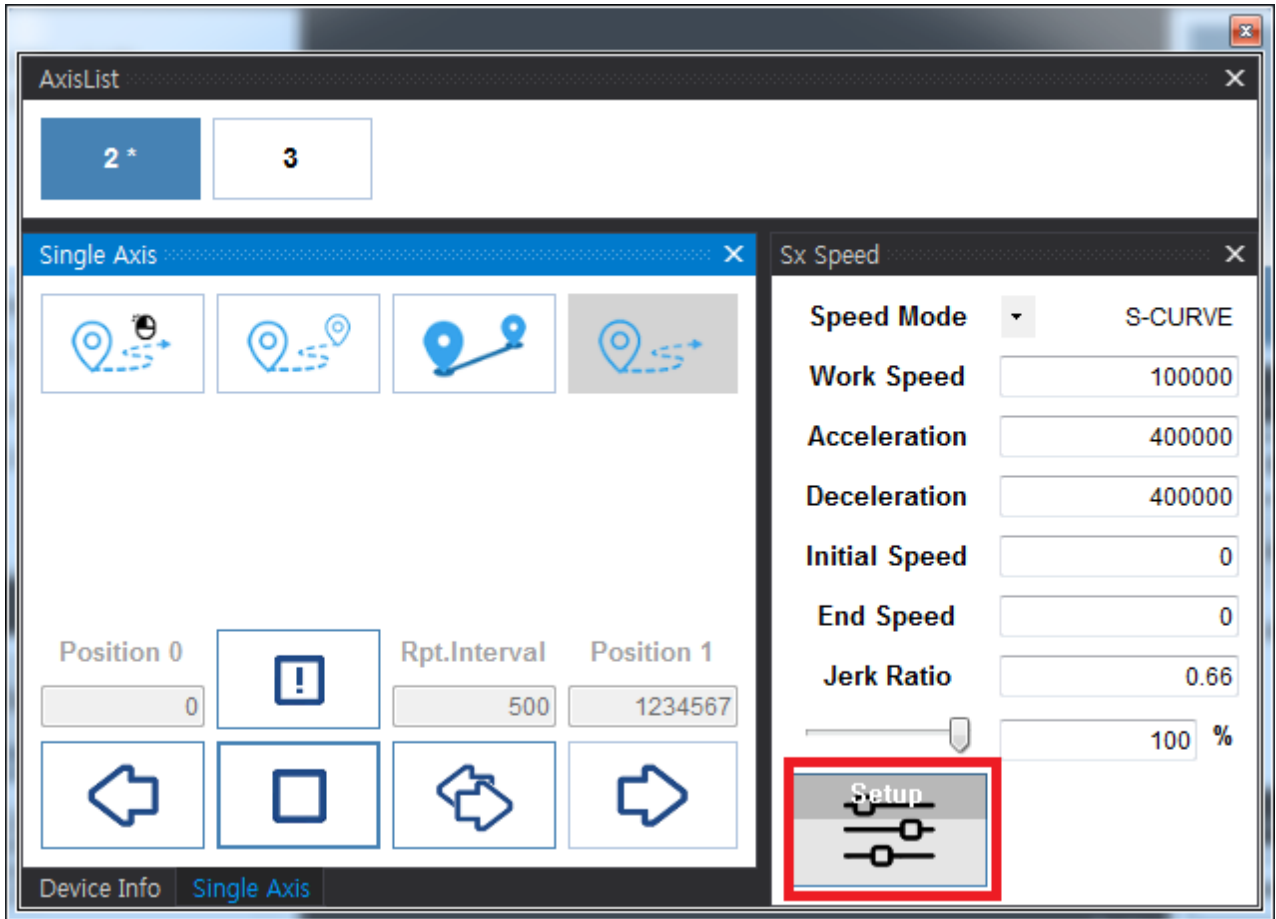 AxisList
2 *
3
Single Axis
Sx Speed
Speed Mode
S-CURVE
Work Speed
100000
Acceleration
400000
Deceleration
400000
Initial Speed
0
End Speed
0
Jerk Ratio
0.66
100 %
Setup
Position 0
Rpt.Interval
Position 1
!
0
500
1234567
Device Info
Single Axis